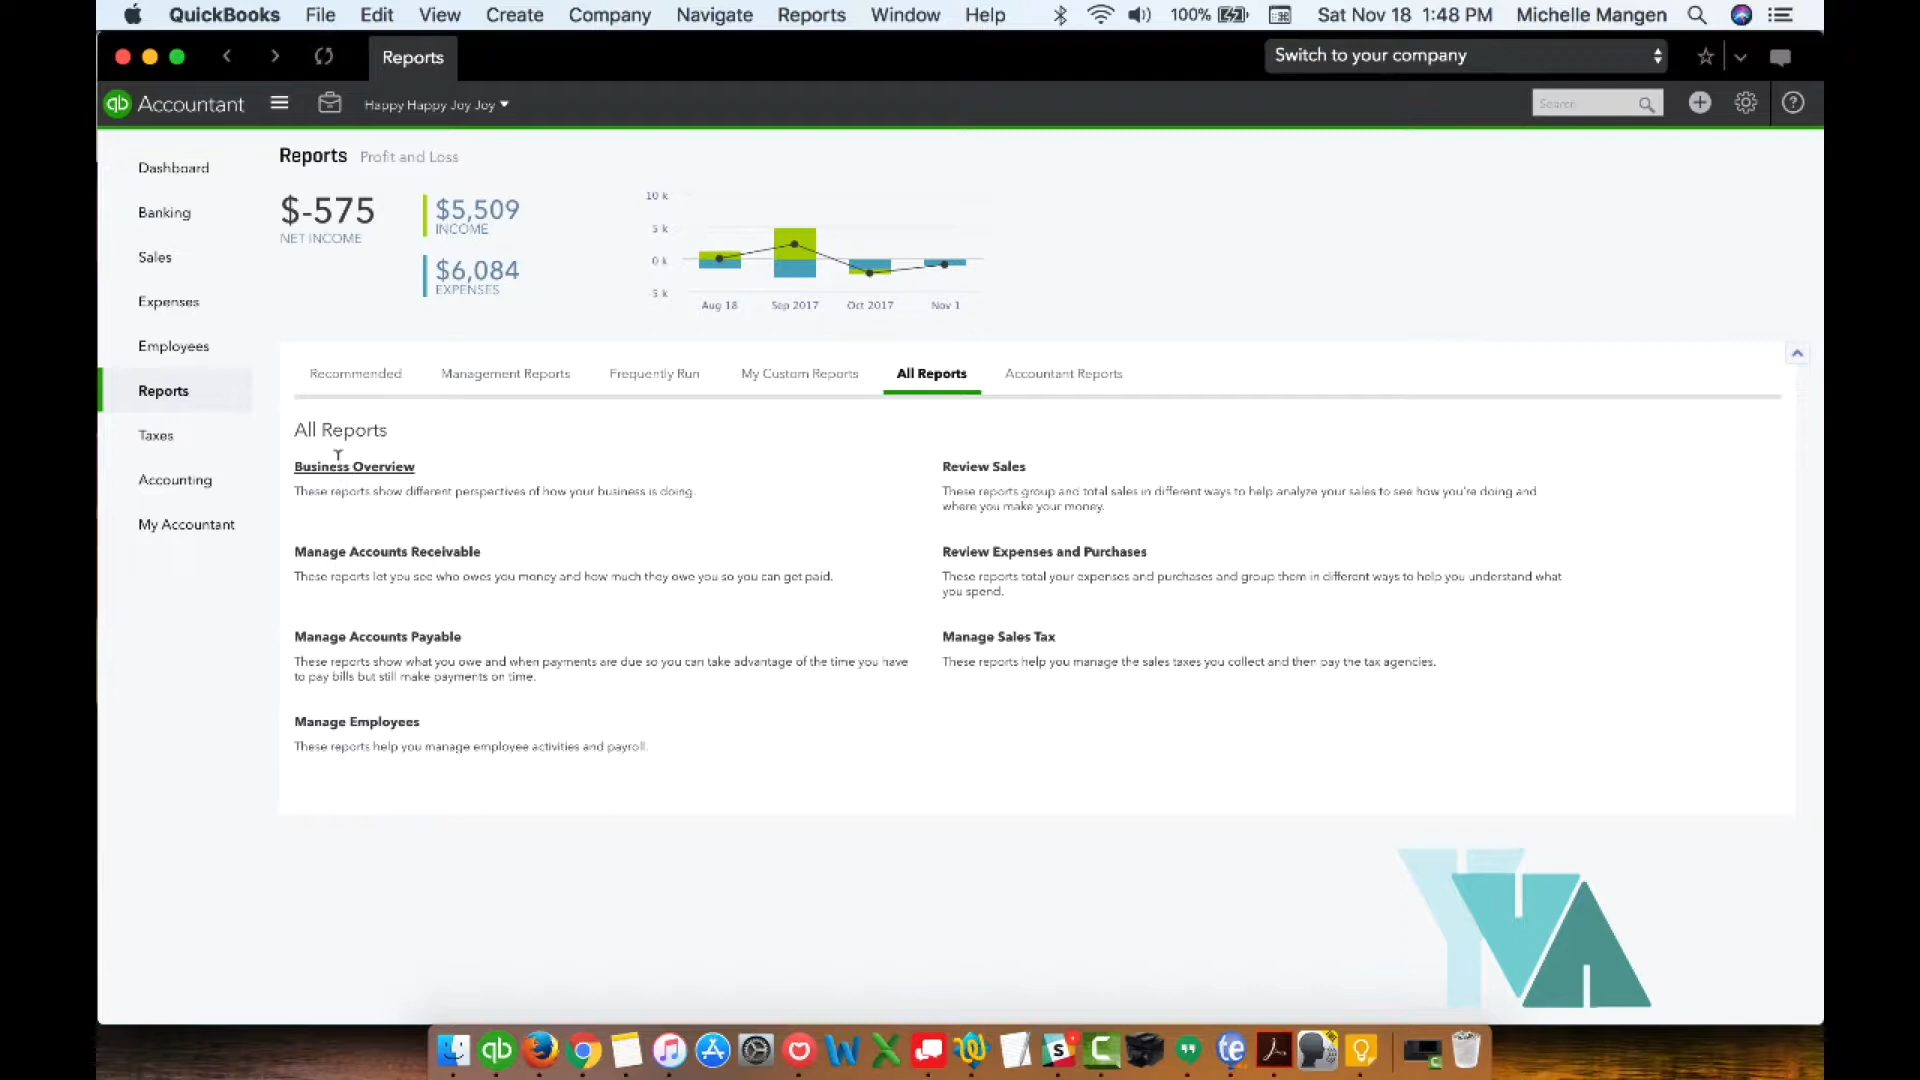 QuickBooks File Edit View Create Company Navigate Reports Window Help 100% Sat Nov 18 1:48 PM Michelle Mangen
Reports
Switch to your company
qb Accountant
Happy Happy Joy Joy
Search
Dashboard
Banking
Sales
Expenses
Employees
Reports
Taxes
Accounting
My Accountant
Reports Profit and Loss
$-575
NET INCOME
$5,509
INCOME
$6,084
EXPENSES
10 k
5 k
0 k
5 k
Aug 18 Sep 2017 Oct 2017 Nov 1
Recommended Management Reports Frequently Run My Custom Reports All Reports Accountant Reports
All Reports
Business Overview
These reports show different perspectives of how your business is doing.
Review Sales
These reports group and total sales in different ways to help analyze your sales to see how you're doing and
where you make your money.
Manage Accounts Receivable
These reports let you see who owes you money and how much they owe you so you can get paid.
Review Expenses and Purchases
These reports total your expenses and purchases and group them in different ways to help you understand what
you spend.
Manage Accounts Payable
These reports show what you owe and when payments are due so you can take advantage of the time you have
to pay bills but still make payments on time.
Manage Sales Tax
These reports help you manage the sales taxes you collect and then pay the tax agencies.
Manage Employees
These reports help you manage employee activities and payroll.
YVA
qb
te